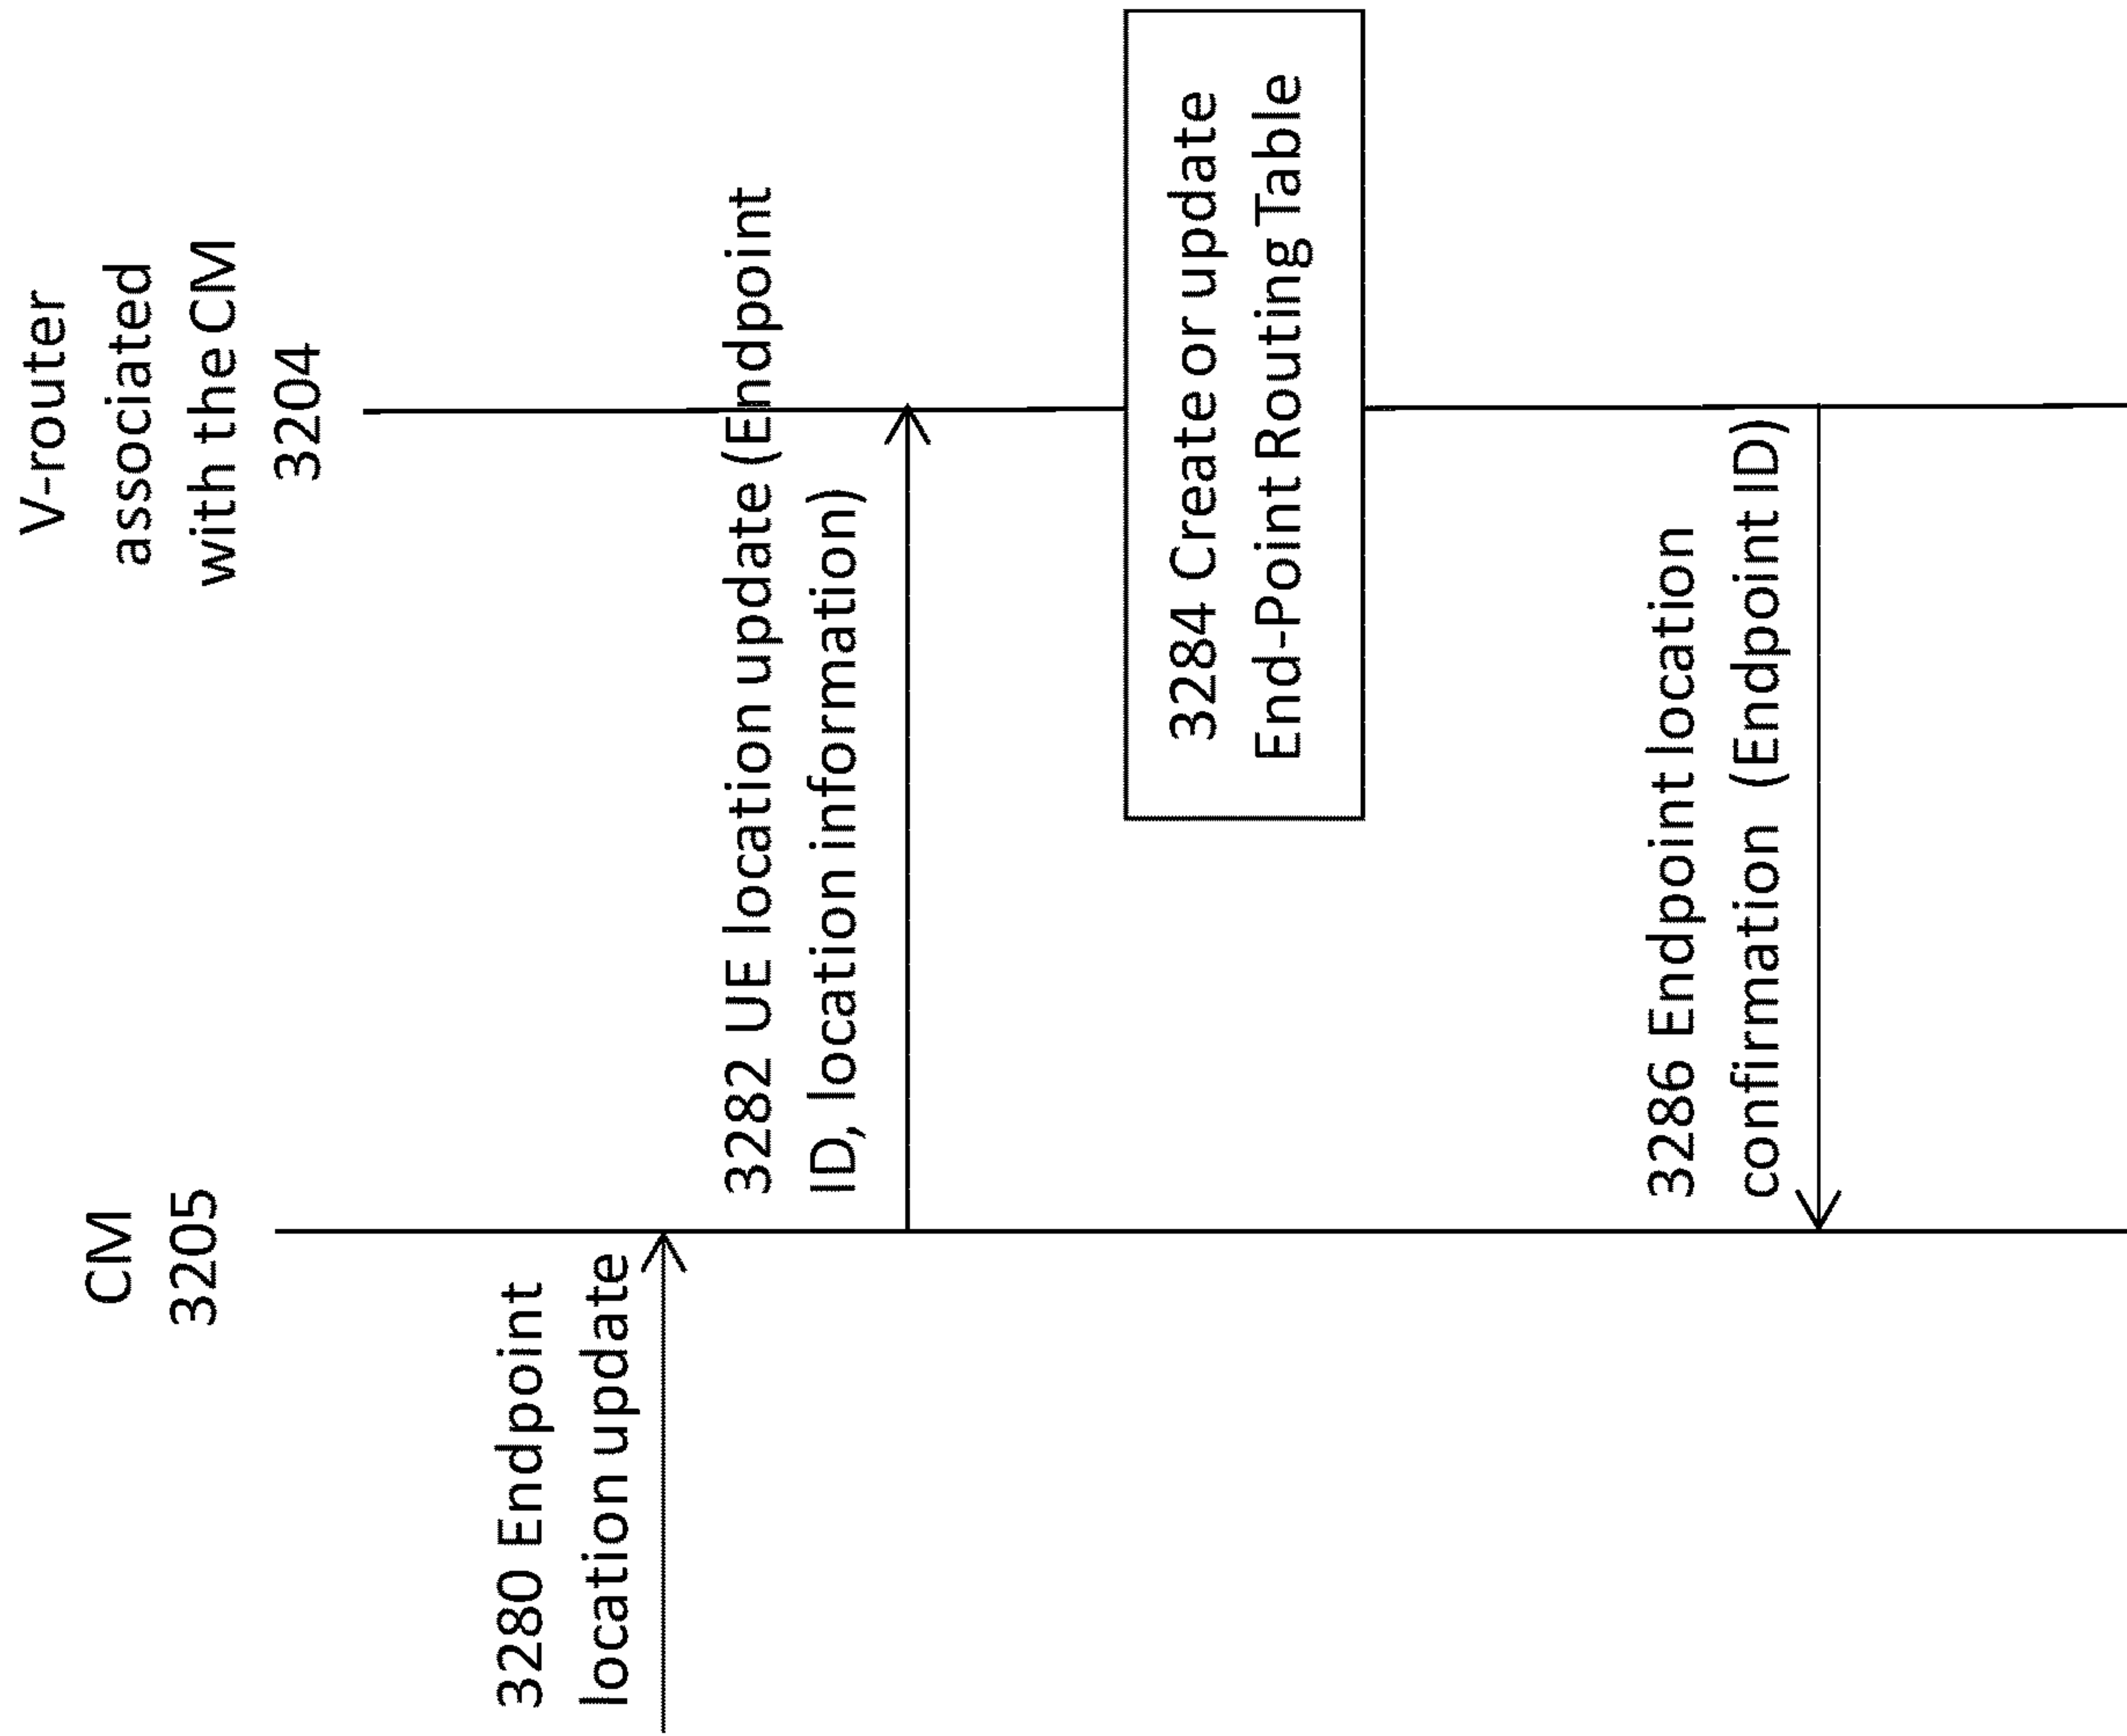 CM
3205
V-router
associated
with the CM
3204
3280 Endpoint
location update
3282 UE location update (Endpoint
ID, location information)
3284 Create or update
End-Point Routing Table
3286 Endpoint location
confirmation (Endpoint ID)